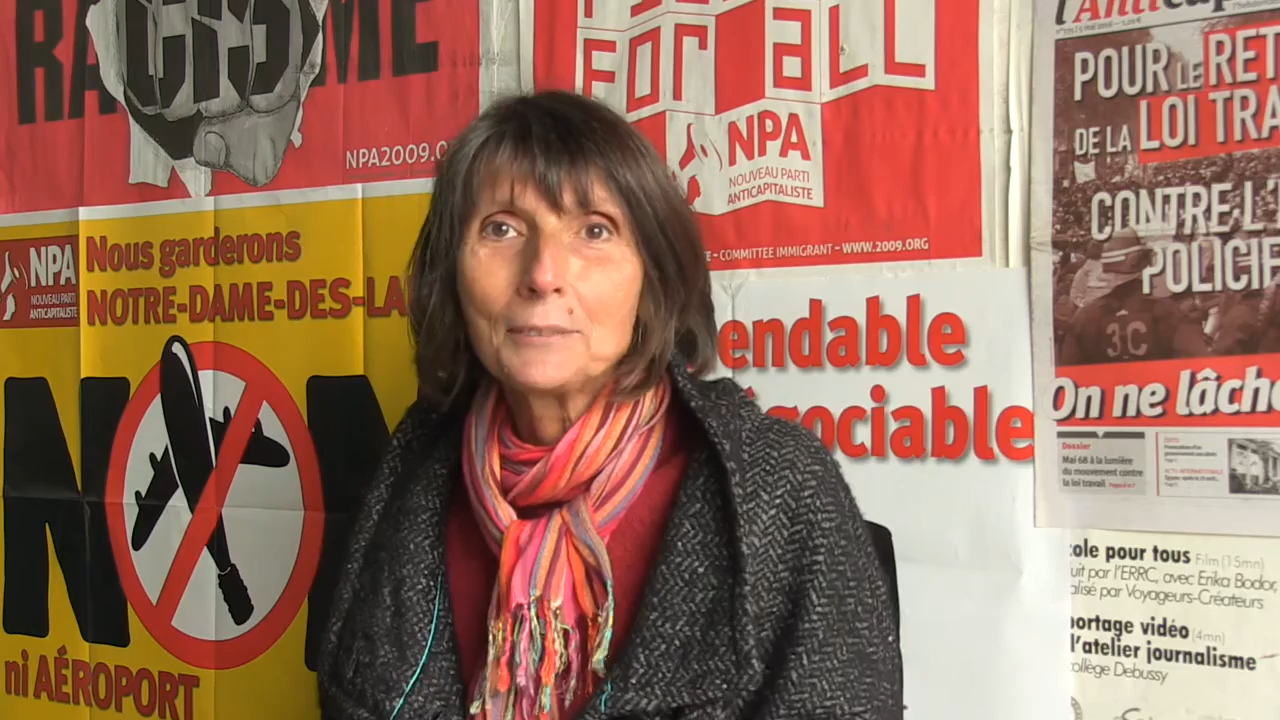 RACISME
NPA2009.O
NPA
NOUVEAU PARTI
ANTICAPITALISTE
Nous garderons
NOTRE-DAME-DES-LA
NON
ni AÉROPORT
FOR aLL
NPA
NOUVEAU PARTI
ANTICAPITALISTE
- COMMITTEE IMMIGRANT - WWW.2009.ORG
endable
gociable
l'Antica
POUR LE RET
DE LA LOI TRA
CONTRE L'
POLICIE
3C
On ne lâche
Dossier
Mai 68 à la lumière
du mouvement contre
la loi travail
cole pour tous Film (15mn)
uit par l'ERRC, avec Erika Bodor,
alisé par Voyageurs-Créateurs
portage vidéo (4mn)
l'atelier journalisme
ollège Debussy